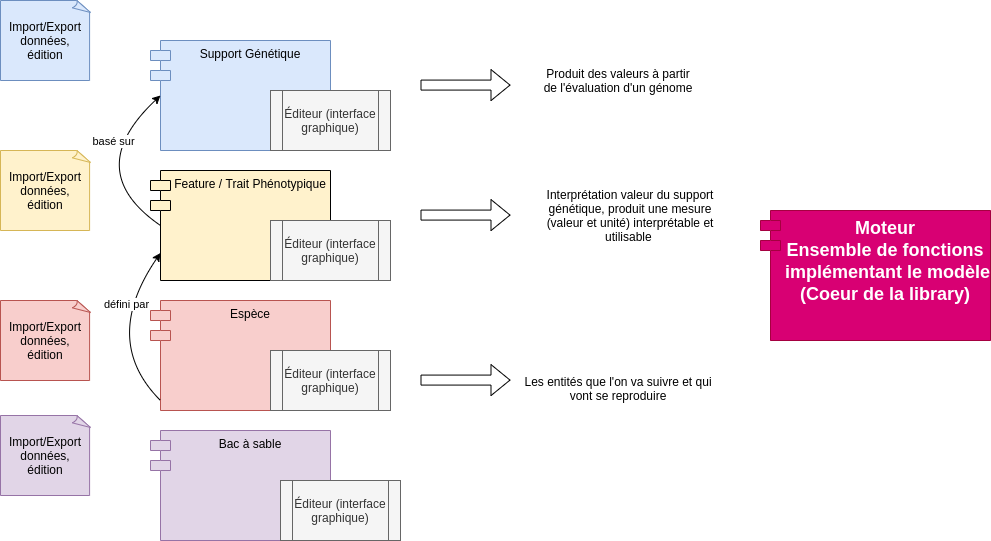 Import/Export
données,
édition
Support Génétique
Éditeur (interface
graphique)
Produit des valeurs à partir
de l'évaluation d'un génome
basé sur
Import/Export
données,
édition
Feature / Trait Phénotypique
Éditeur (interface
graphique)
Interprétation valeur du support
génétique, produit une mesure
(valeur et unité) interprétable et
utilisable
Moteur
Ensemble de fonctions
implémentant le modèle
(Coeur de la library)
défini par
Import/Export
données,
édition
Espèce
Éditeur (interface
graphique)
Les entités que l'on va suivre et qui
vont se reproduire
Import/Export
données,
édition
Bac à sable
Éditeur (interface
graphique)